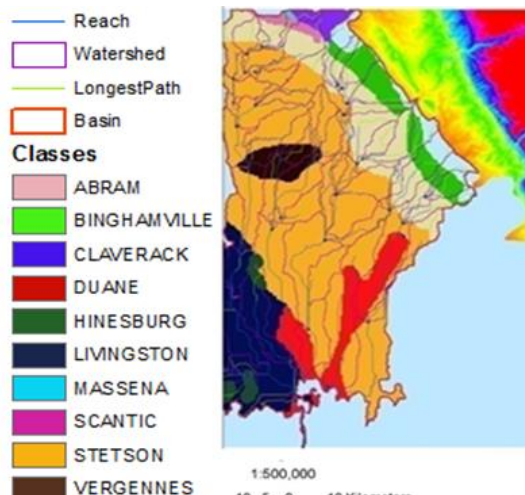 Reach
Watershed
LongestPath
Basin
Classes
ABRAM
BINGHAMVILLE
CLAVERACK
DUANE
HINESBURG
LIVINGSTON
MASSENA
SCANTIC
STETSON
VERGENNES
1:500,000